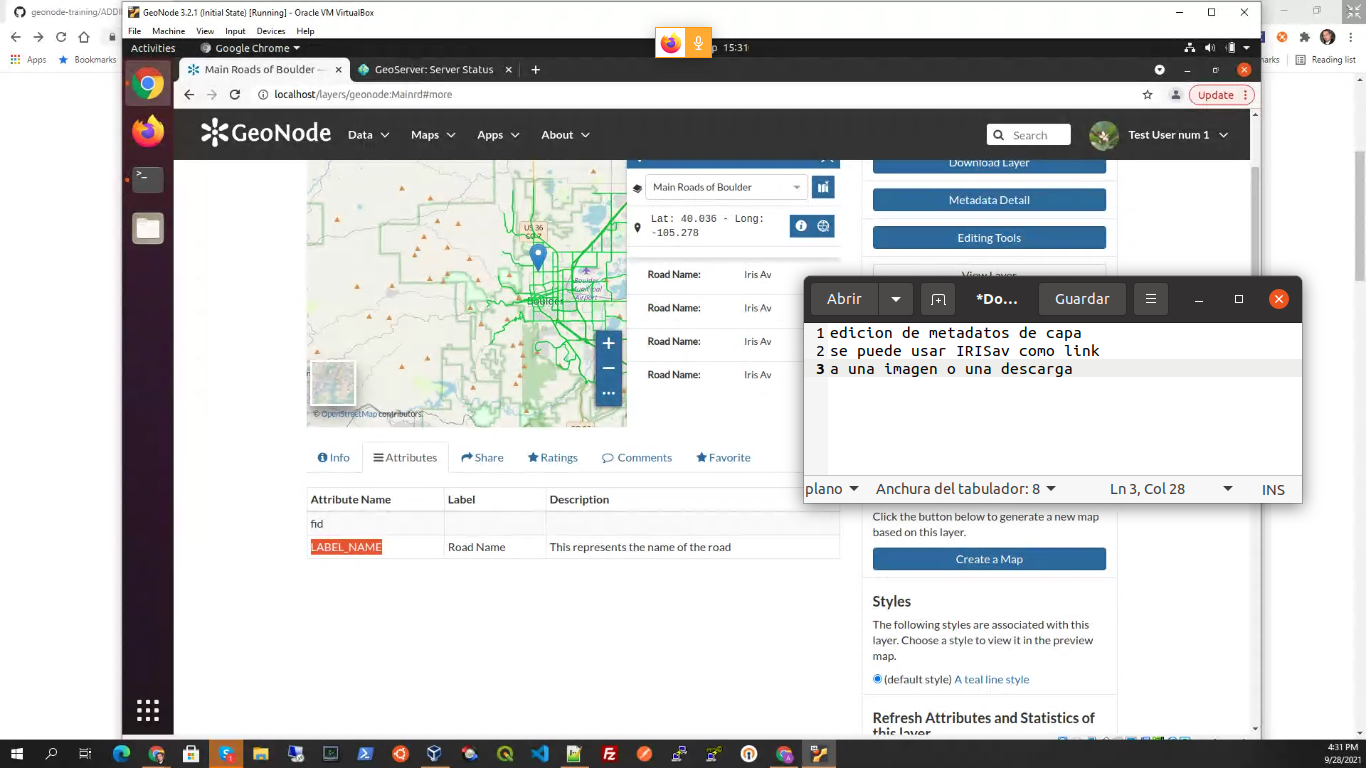 geonode-training/ADDI
GeoNode 3.2.1 (Initial State) [Running] - Oracle VM VirtualBox
File Machine View Input Devices Help
Apps Bookmarks
Reading list
Activities Google Chrome 15:31
Main Roads of Boulder — GeoServer: Server Status
localhost/layers/geonode:Mainrd#more
Update
GeoNode Data Maps Apps About Search Test User num 1
Main Roads of Boulder
Lat: 40.036 - Long:
-105.278
Road Name: Iris Av
Road Name: Iris Av
Road Name: Iris Av
Road Name: Iris Av
US 36
Boulder
Boulder
Municipal
Airport
© OpenStreetMap contributors.
Download Layer
Metadata Detail
Editing Tools
View Layer
Info Attributes Share Ratings Comments Favorite
Attribute Name Label Description
fid
LABEL_NAME Road Name This represents the name of the road
Abrir *Do... Guardar
1 edicion de metadatos de capa
2 se puede usar IRISav como link
3 a una imagen o una descarga
plano Anchura del tabulador: 8 Ln 3, Col 28 INS
Click the button below to generate a new map
based on this layer.
Create a Map
Styles
The following styles are associated with this
layer. Choose a style to view it in the preview
map.
(default style) A teal line style
Refresh Attributes and Statistics of
this layer
4:31 PM
9/28/2021